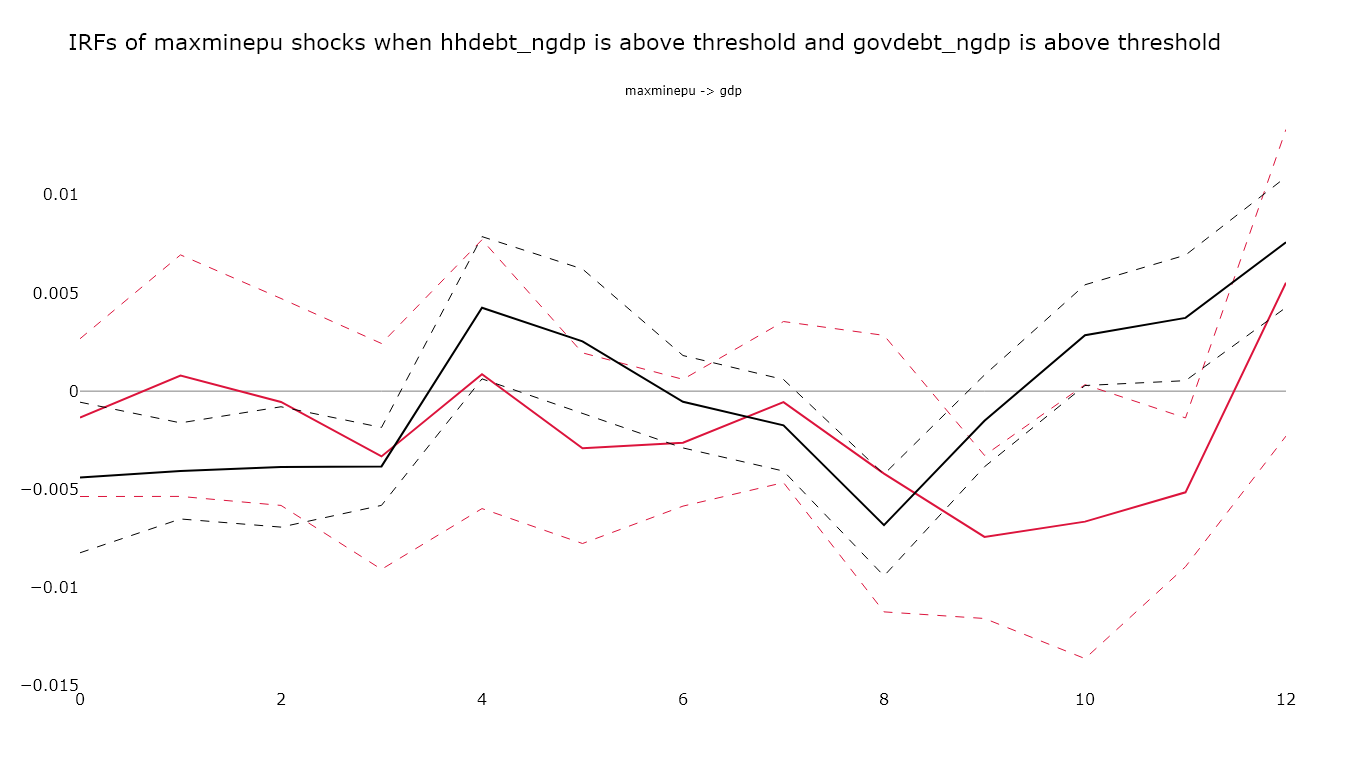 IRFs of maxminepu shocks when hhdebt_ngdp is above threshold and govdebt_ngdp is above threshold
maxminepu -> gdp
0.01
0.005
0
−0.005
−0.01
−0.015
0 2 4 6 8 10 12